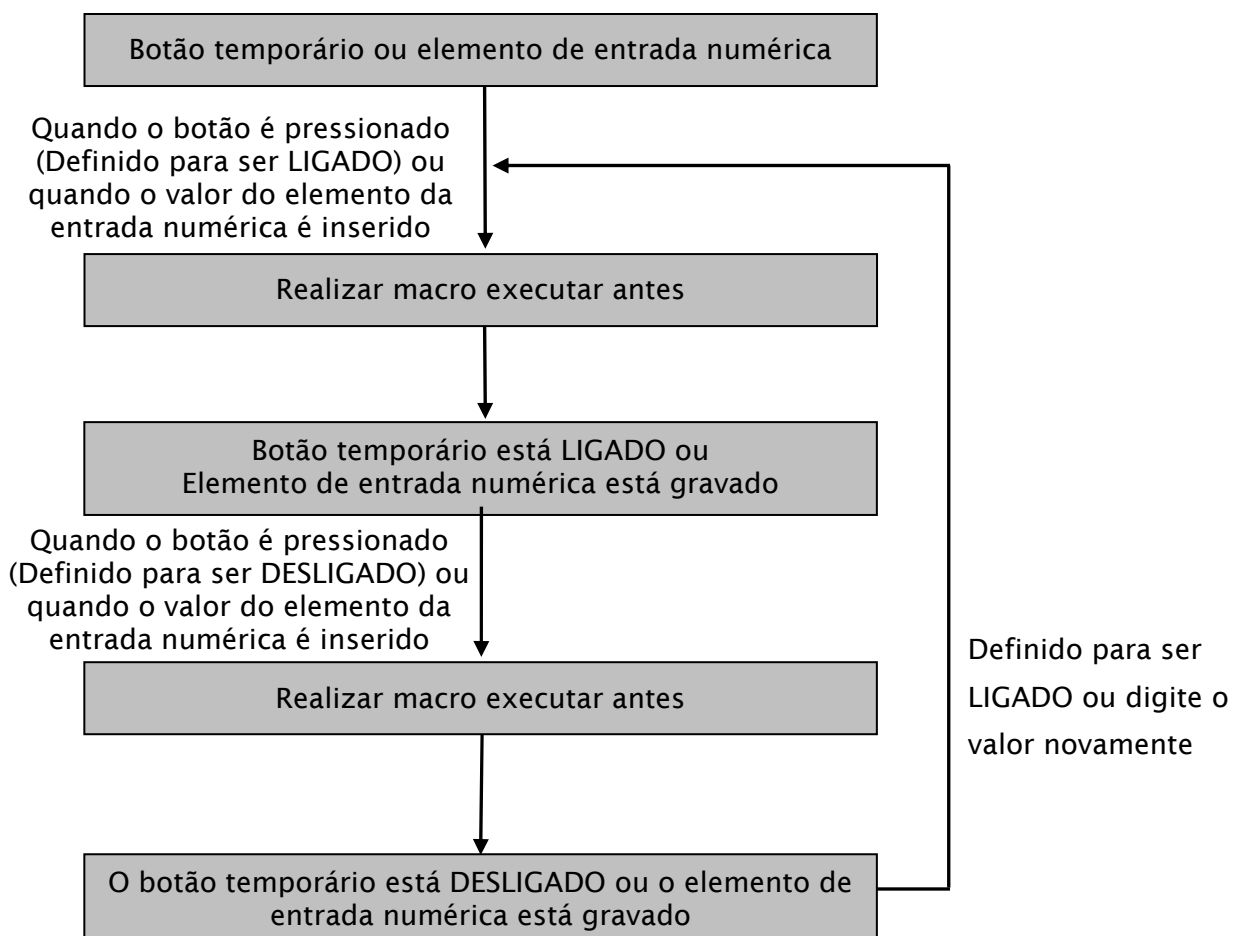 Botão temporário ou elemento de entrada numérica
Quando o botão é pressionado
(Definido para ser LIGADO) ou
quando o valor do elemento da
entrada numérica é inserido
Realizar macro executar antes
Botão temporário está LIGADO ou
Elemento de entrada numérica está gravado
Quando o botão é pressionado
(Definido para ser DESLIGADO) ou
quando o valor do elemento da
entrada numérica é inserido
Realizar macro executar antes
Definido para ser
LIGADO ou digite o
valor novamente
O botão temporário está DESLIGADO ou o elemento de
entrada numérica está gravado